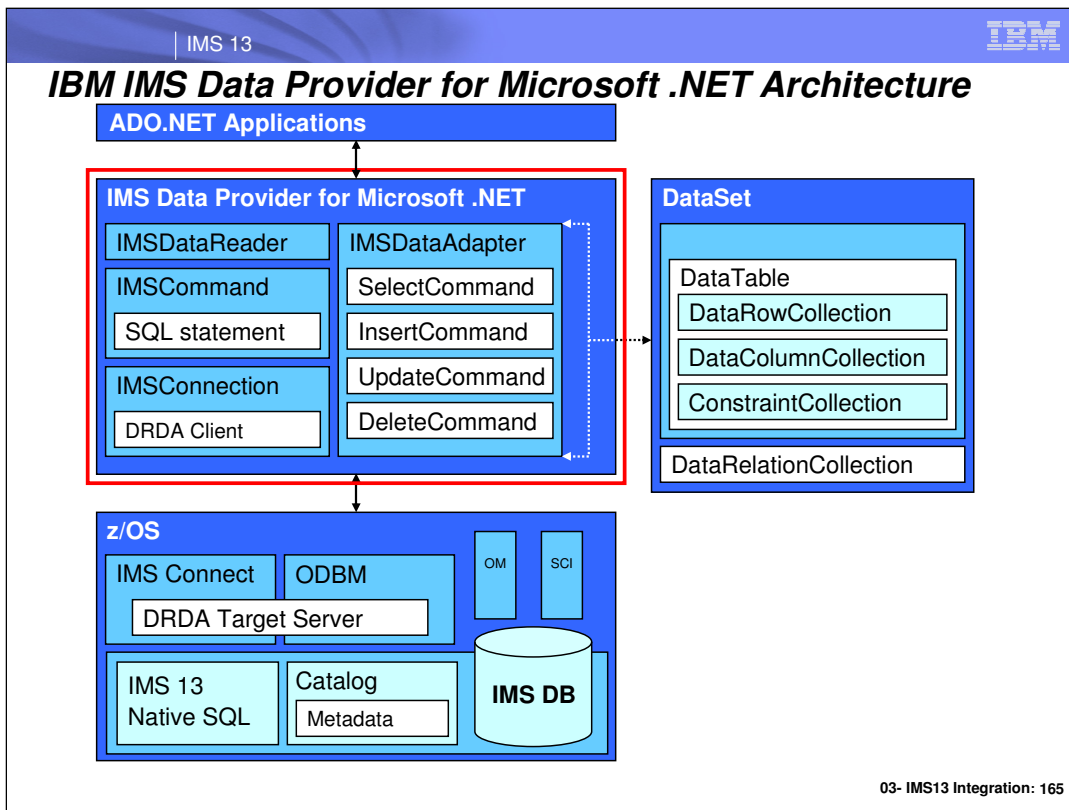 IMS 13
IBM
IBM IMS Data Provider for Microsoft .NET Architecture
ADO.NET Applications
IMS Data Provider for Microsoft .NET
IMSDataReader
IMSCommand
SQL statement
IMSConnection
DRDA Client
IMSDataAdapter
SelectCommand
InsertCommand
UpdateCommand
DeleteCommand
DataSet
DataTable
DataRowCollection
DataColumnCollection
ConstraintCollection
DataRelationCollection
z/OS
IMS Connect
ODBM
DRDA Target Server
OM
SCI
IMS 13
Native SQL
Catalog
Metadata
IMS DB
03- IMS13 Integration: 165